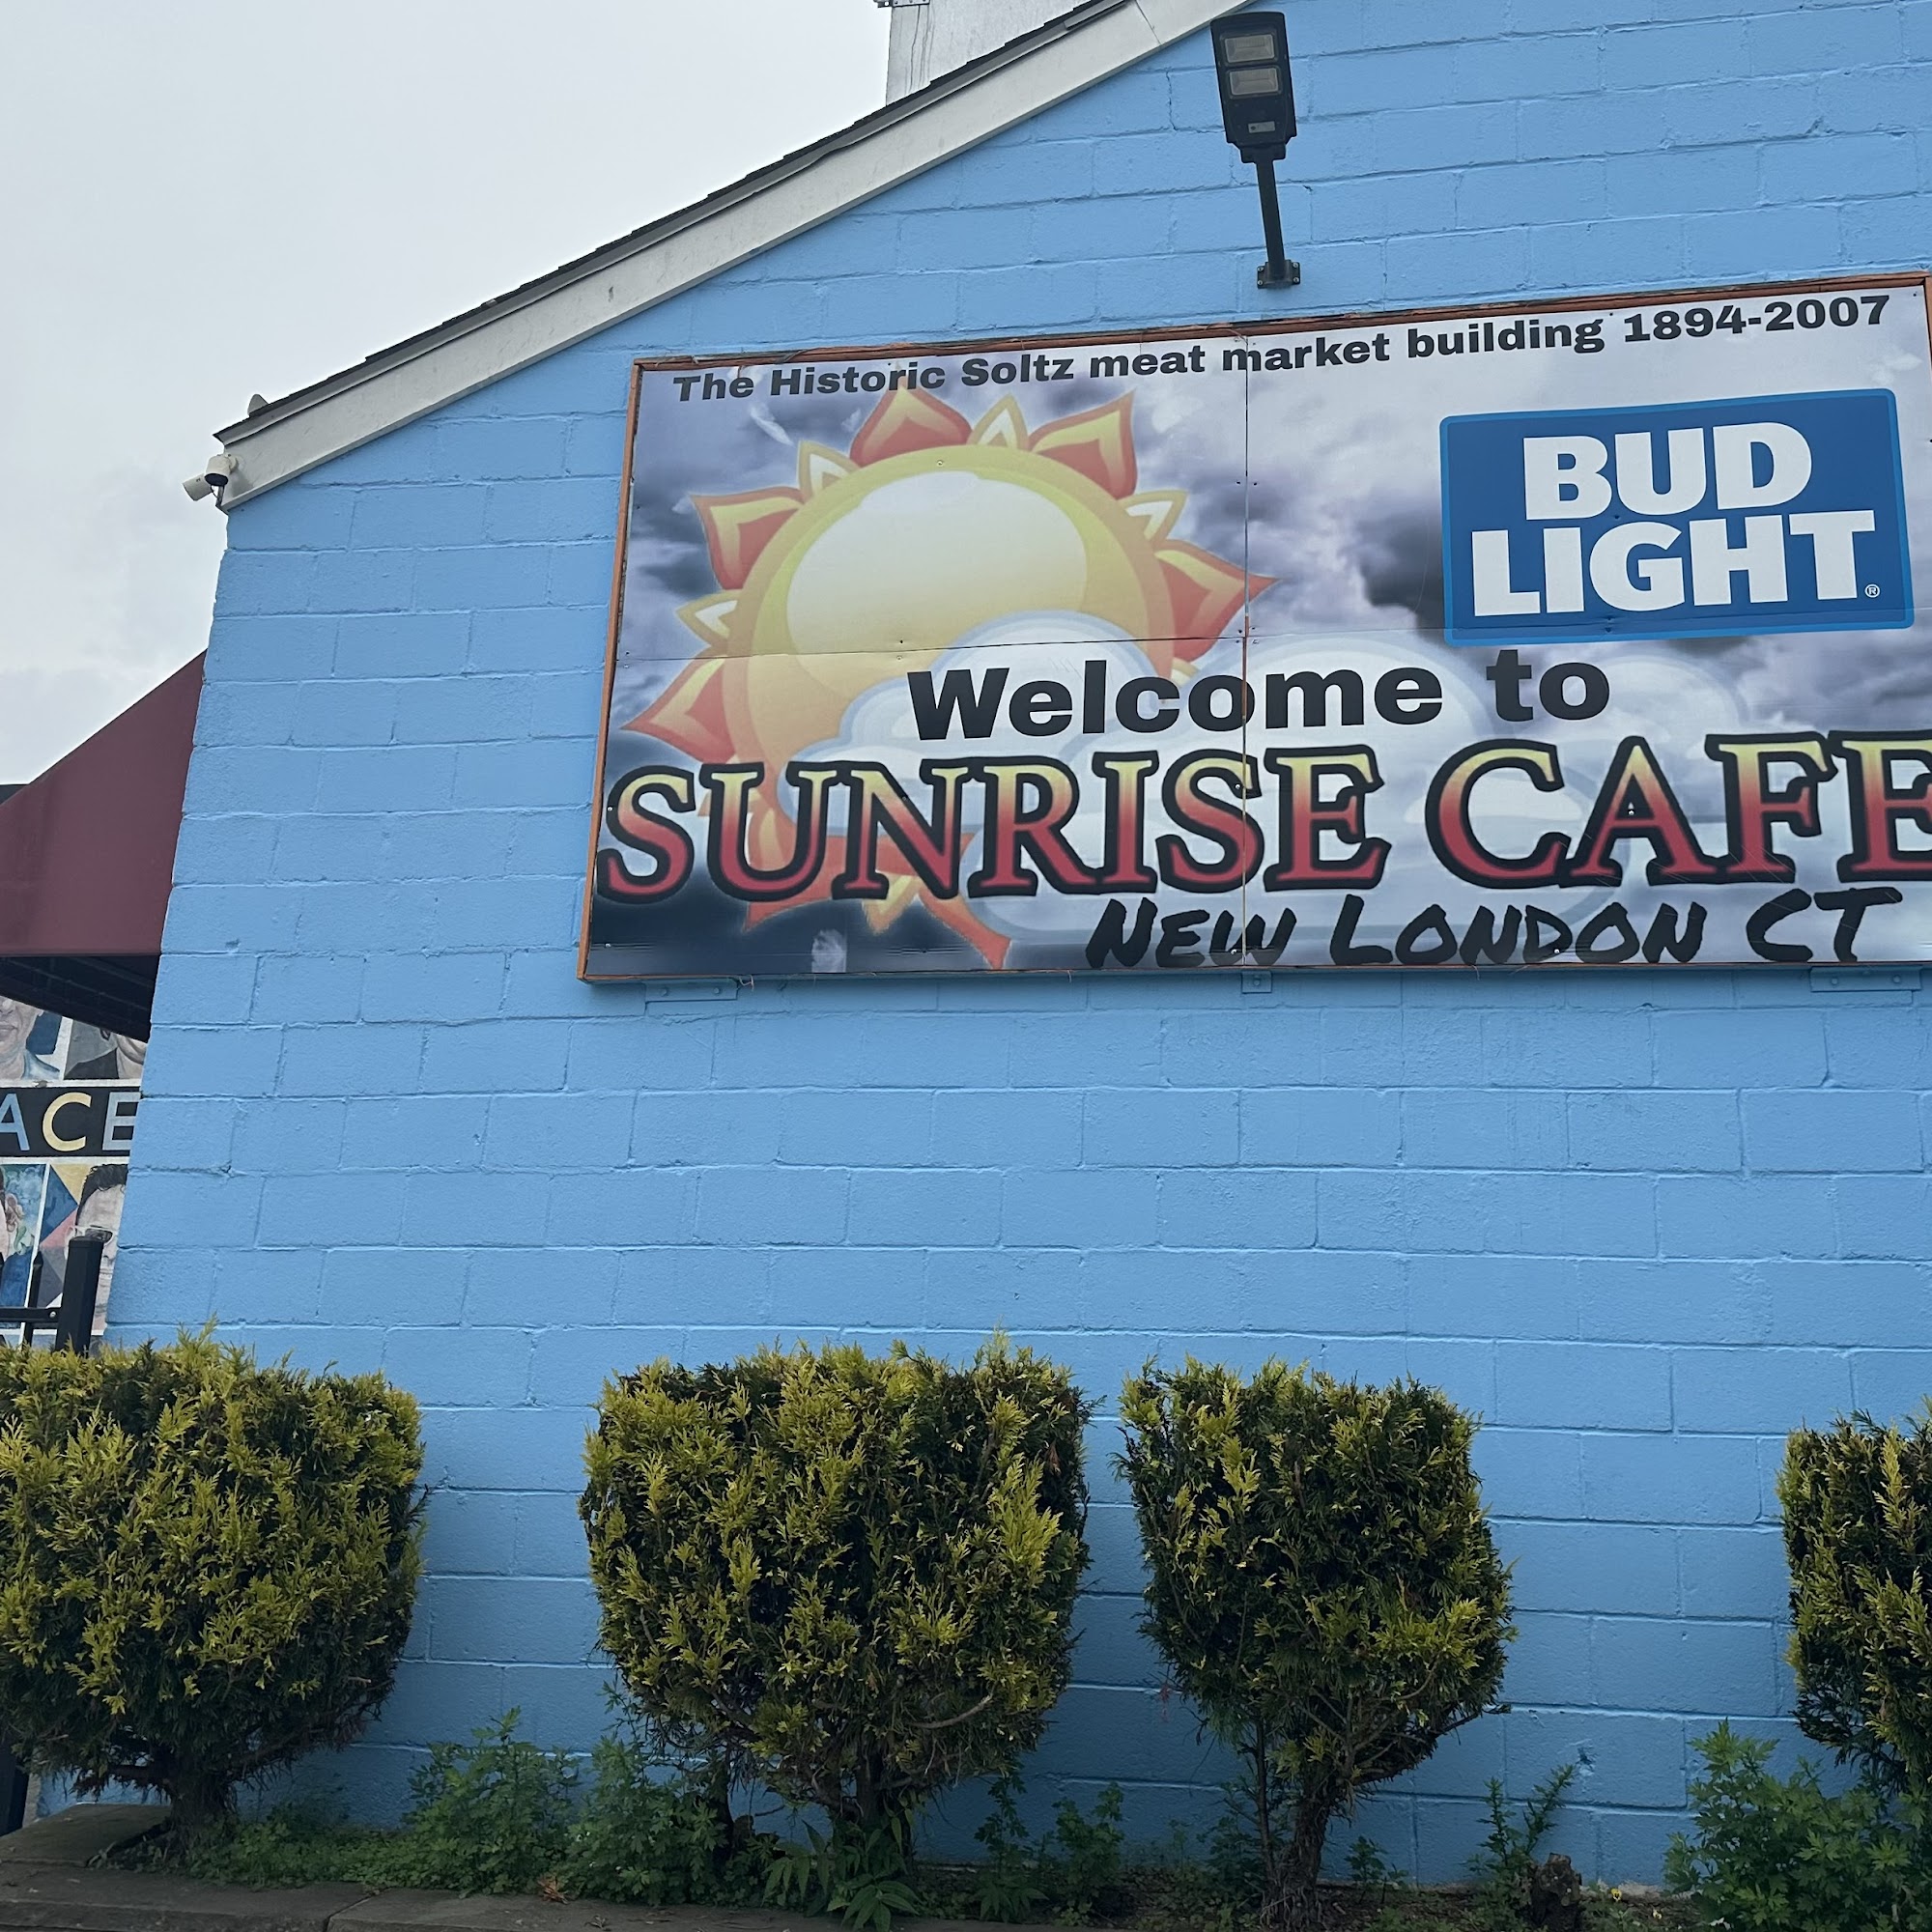 The Historic Soltz meat market building 1894-2007
BUD
LIGHT®
Welcome to
SUNRISE CAFE
NEW LONDON CT
ACE